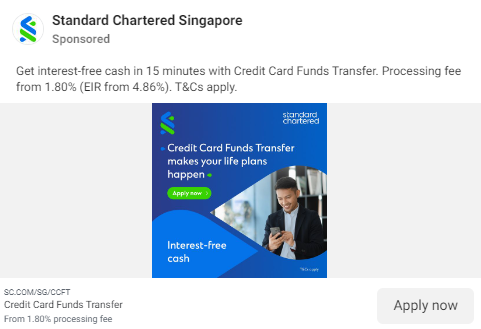 Standard Chartered Singapore
Sponsored
Get interest-free cash in 15 minutes with Credit Card Funds Transfer. Processing fee
from 1.80% (EIR from 4.86%). T&Cs apply.
standard
chartered
Credit Card Funds Transfer
makes your life plans
happen
Apply now
Interest-free
cash
SC.COM/SG/CCFT
Credit Card Funds Transfer
From 1.80% processing fee
Apply now